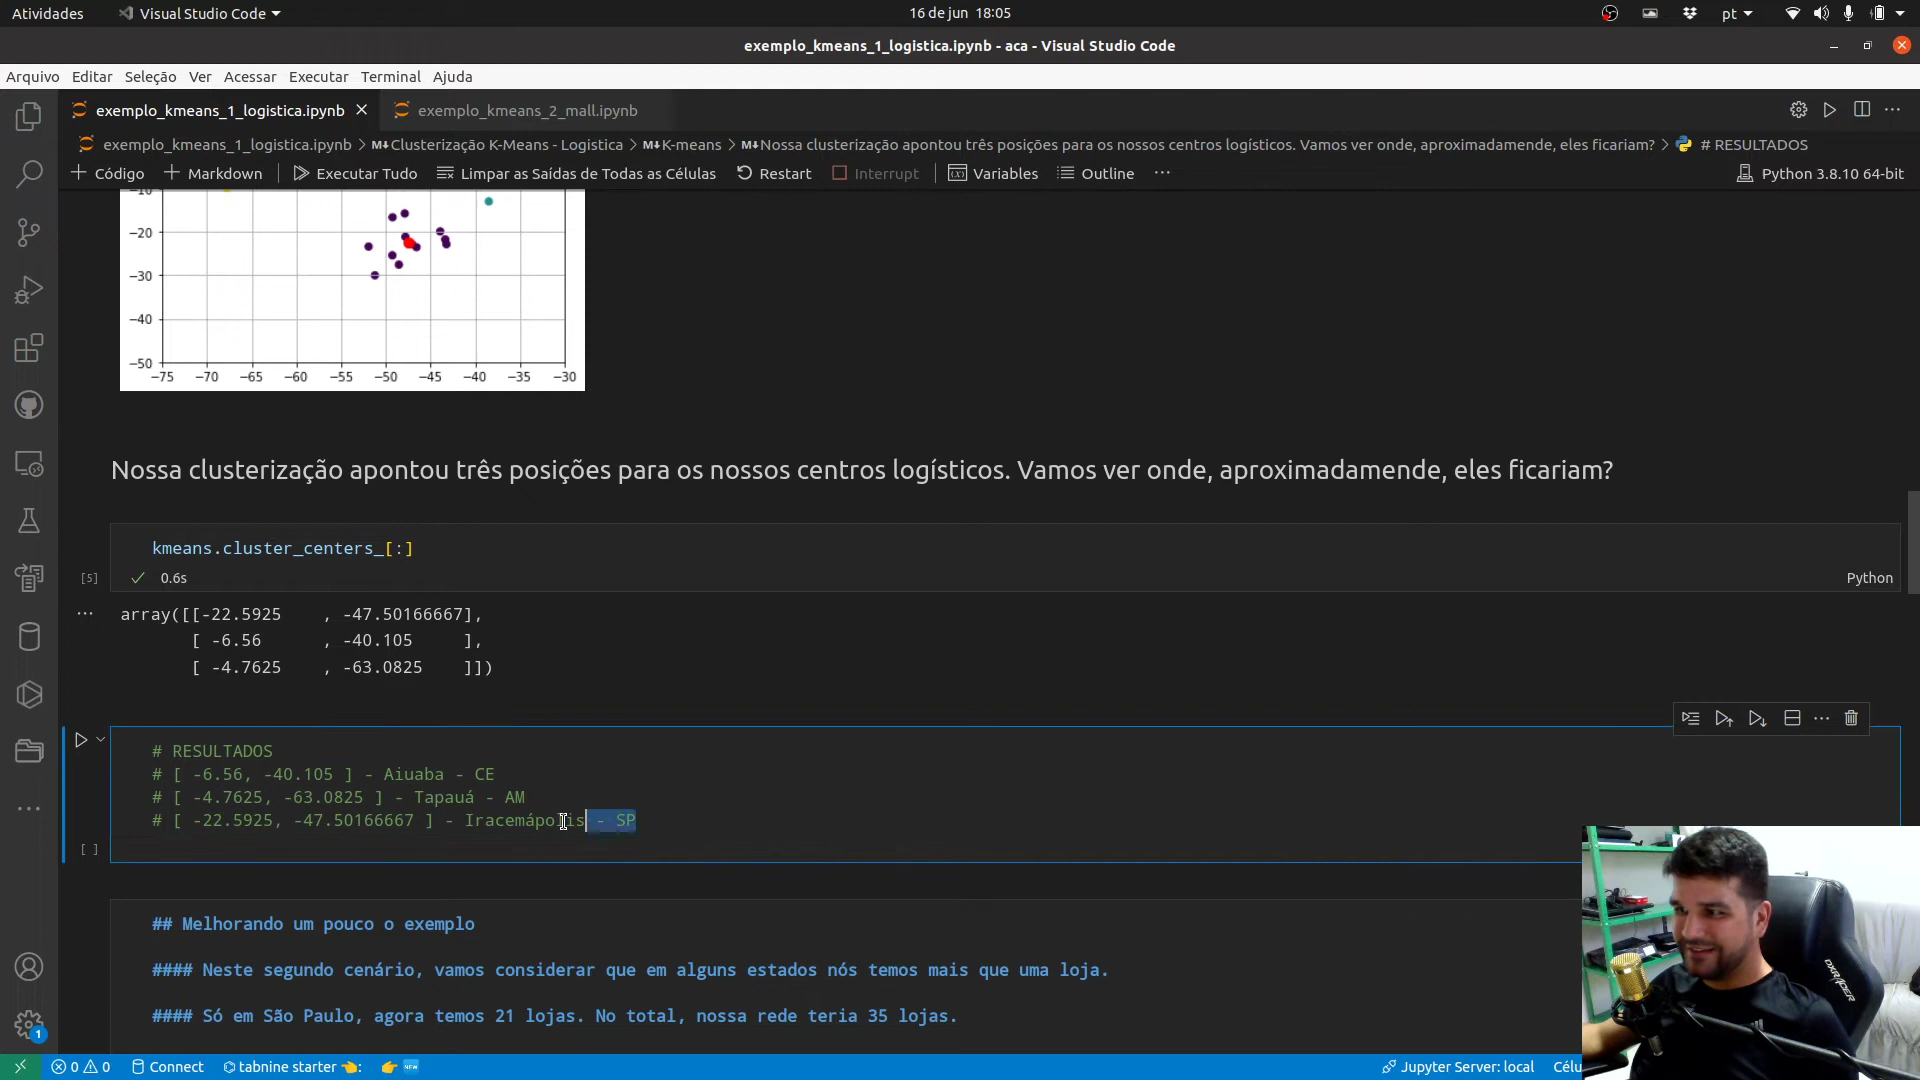 Atividades
Visual Studio Code
16 de jun 18:05
pt
exemplo_kmeans_1_logistica.ipynb - aca - Visual Studio Code
Arquivo Editar Seleção Ver Acessar Executar Terminal Ajuda
exemplo_kmeans_1_logistica.ipynb
exemplo_kmeans_2_mall.ipynb
exemplo_kmeans_1_logistica.ipynb > M↓Clusterização K-Means - Logistica > M↓K-means > M↓Nossa clusterização apontou três posições para os nossos centros logísticos. Vamos ver onde, aproximadamende, eles ficariam? > # RESULTADOS
+ Código + Markdown Executar Tudo Limpar as Saídas de Todas as Células Restart Interrupt Variables Outline ... Python 3.8.10 64-bit
−10
−20
−30
−40
−50
−75 −70 −65 −60 −55 −50 −45 −40 −35 −30
Nossa clusterização apontou três posições para os nossos centros logísticos. Vamos ver onde, aproximadamende, eles ficariam?
kmeans.cluster_centers_[:]
[5] 0.6s Python
array([[-22.5925 , -47.50166667],
[ -6.56 , -40.105 ],
[ -4.7625 , -63.0825 ]])
# RESULTADOS
# [ -6.56, -40.105 ] - Aiuaba - CE
# [ -4.7625, -63.0825 ] - Tapauá - AM
# [ -22.5925, -47.50166667 ] - Iracemápolis - SP
[ ]
## Melhorando um pouco o exemplo
#### Neste segundo cenário, vamos considerar que em alguns estados nós temos mais que uma loja.
#### Só em São Paulo, agora temos 21 lojas. No total, nossa rede teria 35 lojas.
DXRACER
1
0 0 Connect tabnine starter NEW Jupyter Server: local Célu